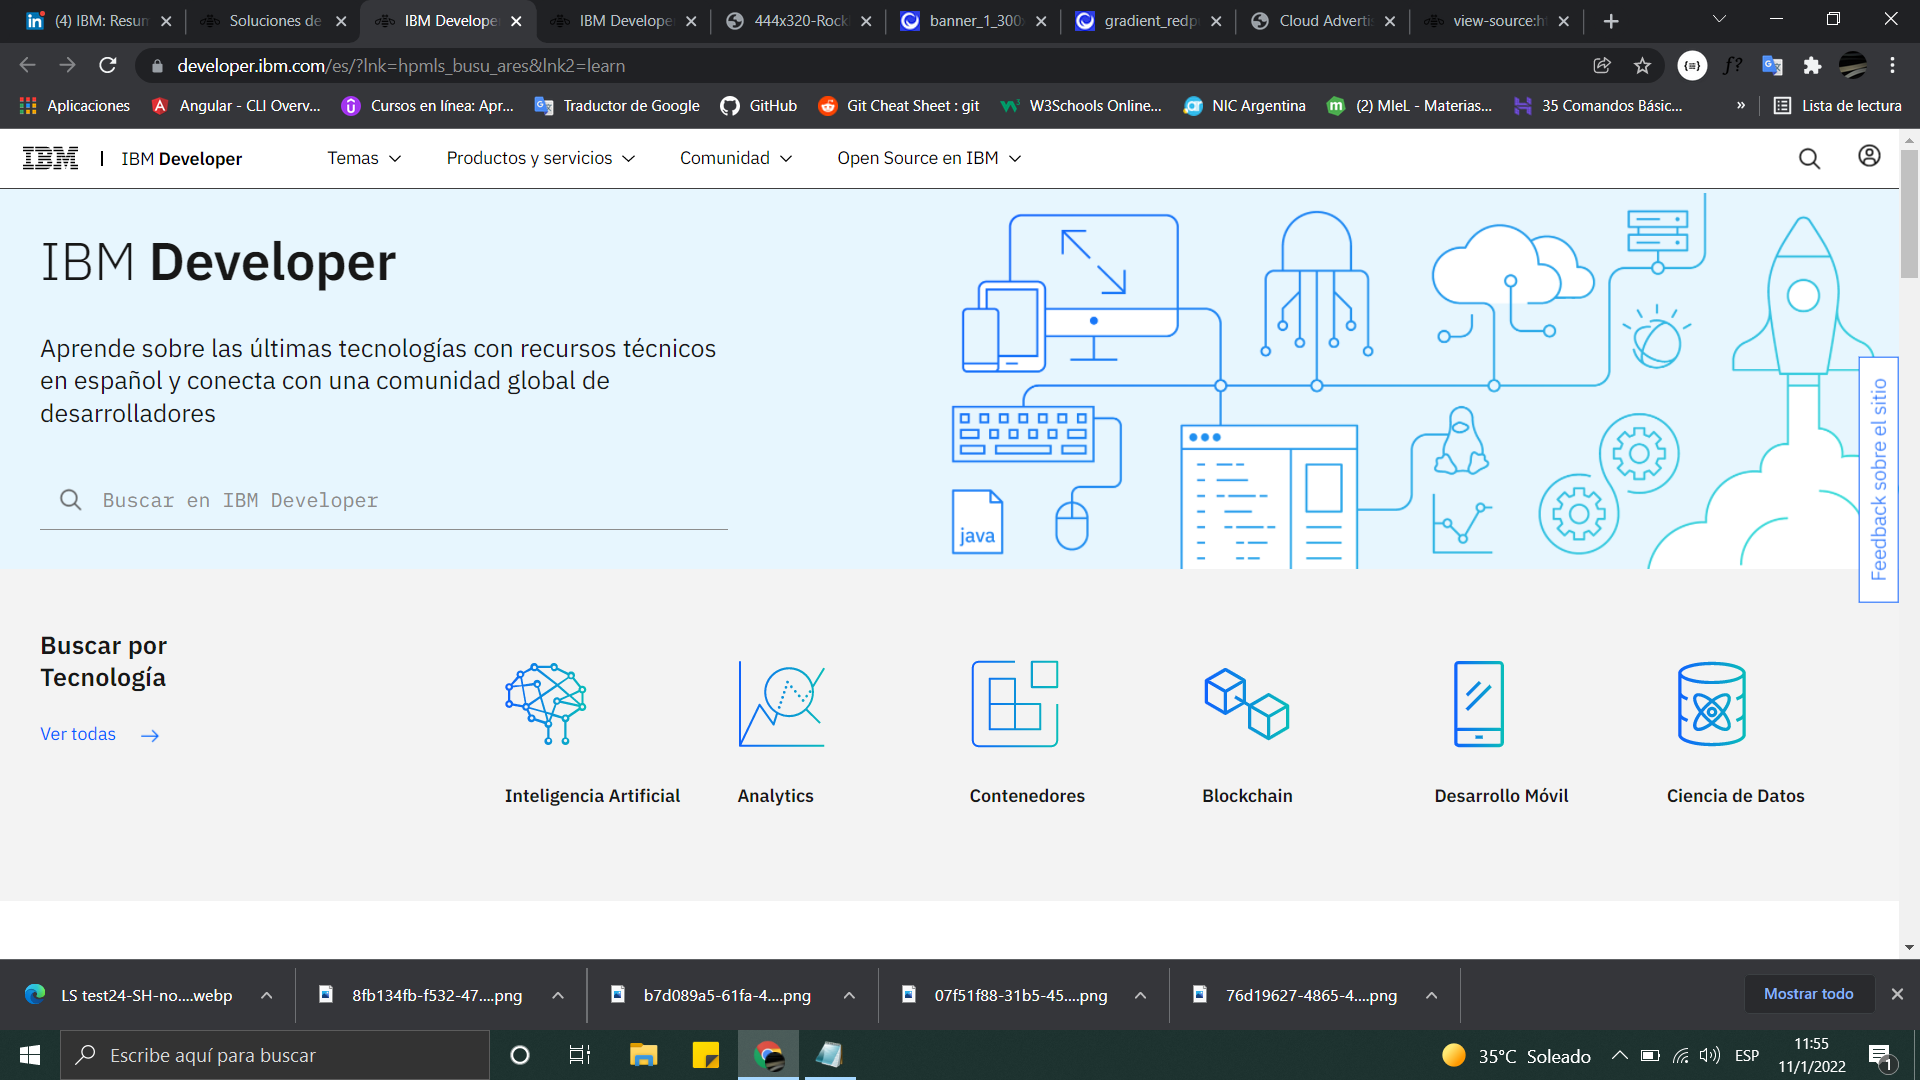 (4) IBM: Resum
Soluciones de
IBM Developer
IBM Developer
444x320-Rock
banner_1_300x
gradient_redp
Cloud Adverti
view-source:h
developer.ibm.com/es/?lnk=hpmls_busu_ares&lnk2=learn
Aplicaciones
Angular - CLI Overv...
Cursos en línea: Apr...
Traductor de Google
GitHub
Git Cheat Sheet : git
W3Schools Online...
NIC Argentina
(2) MIeL - Materias...
35 Comandos Básic...
»
Lista de lectura
IBM
IBM Developer
Temas
Productos y servicios
Comunidad
Open Source en IBM
IBM Developer
Aprende sobre las últimas tecnologías con recursos técnicos
en español y conecta con una comunidad global de
desarrolladores
Buscar en IBM Developer
java
Feedback sobre el sitio
Buscar por
Tecnología
Ver todas
Inteligencia Artificial
Analytics
Contenedores
Blockchain
Desarrollo Móvil
Ciencia de Datos
LS test24-SH-no....webp
8fb134fb-f532-47....png
b7d089a5-61fa-4....png
07f51f88-31b5-45....png
76d19627-4865-4....png
Mostrar todo
Escribe aquí para buscar
35°C Soleado
ESP
11:55
11/1/2022
1